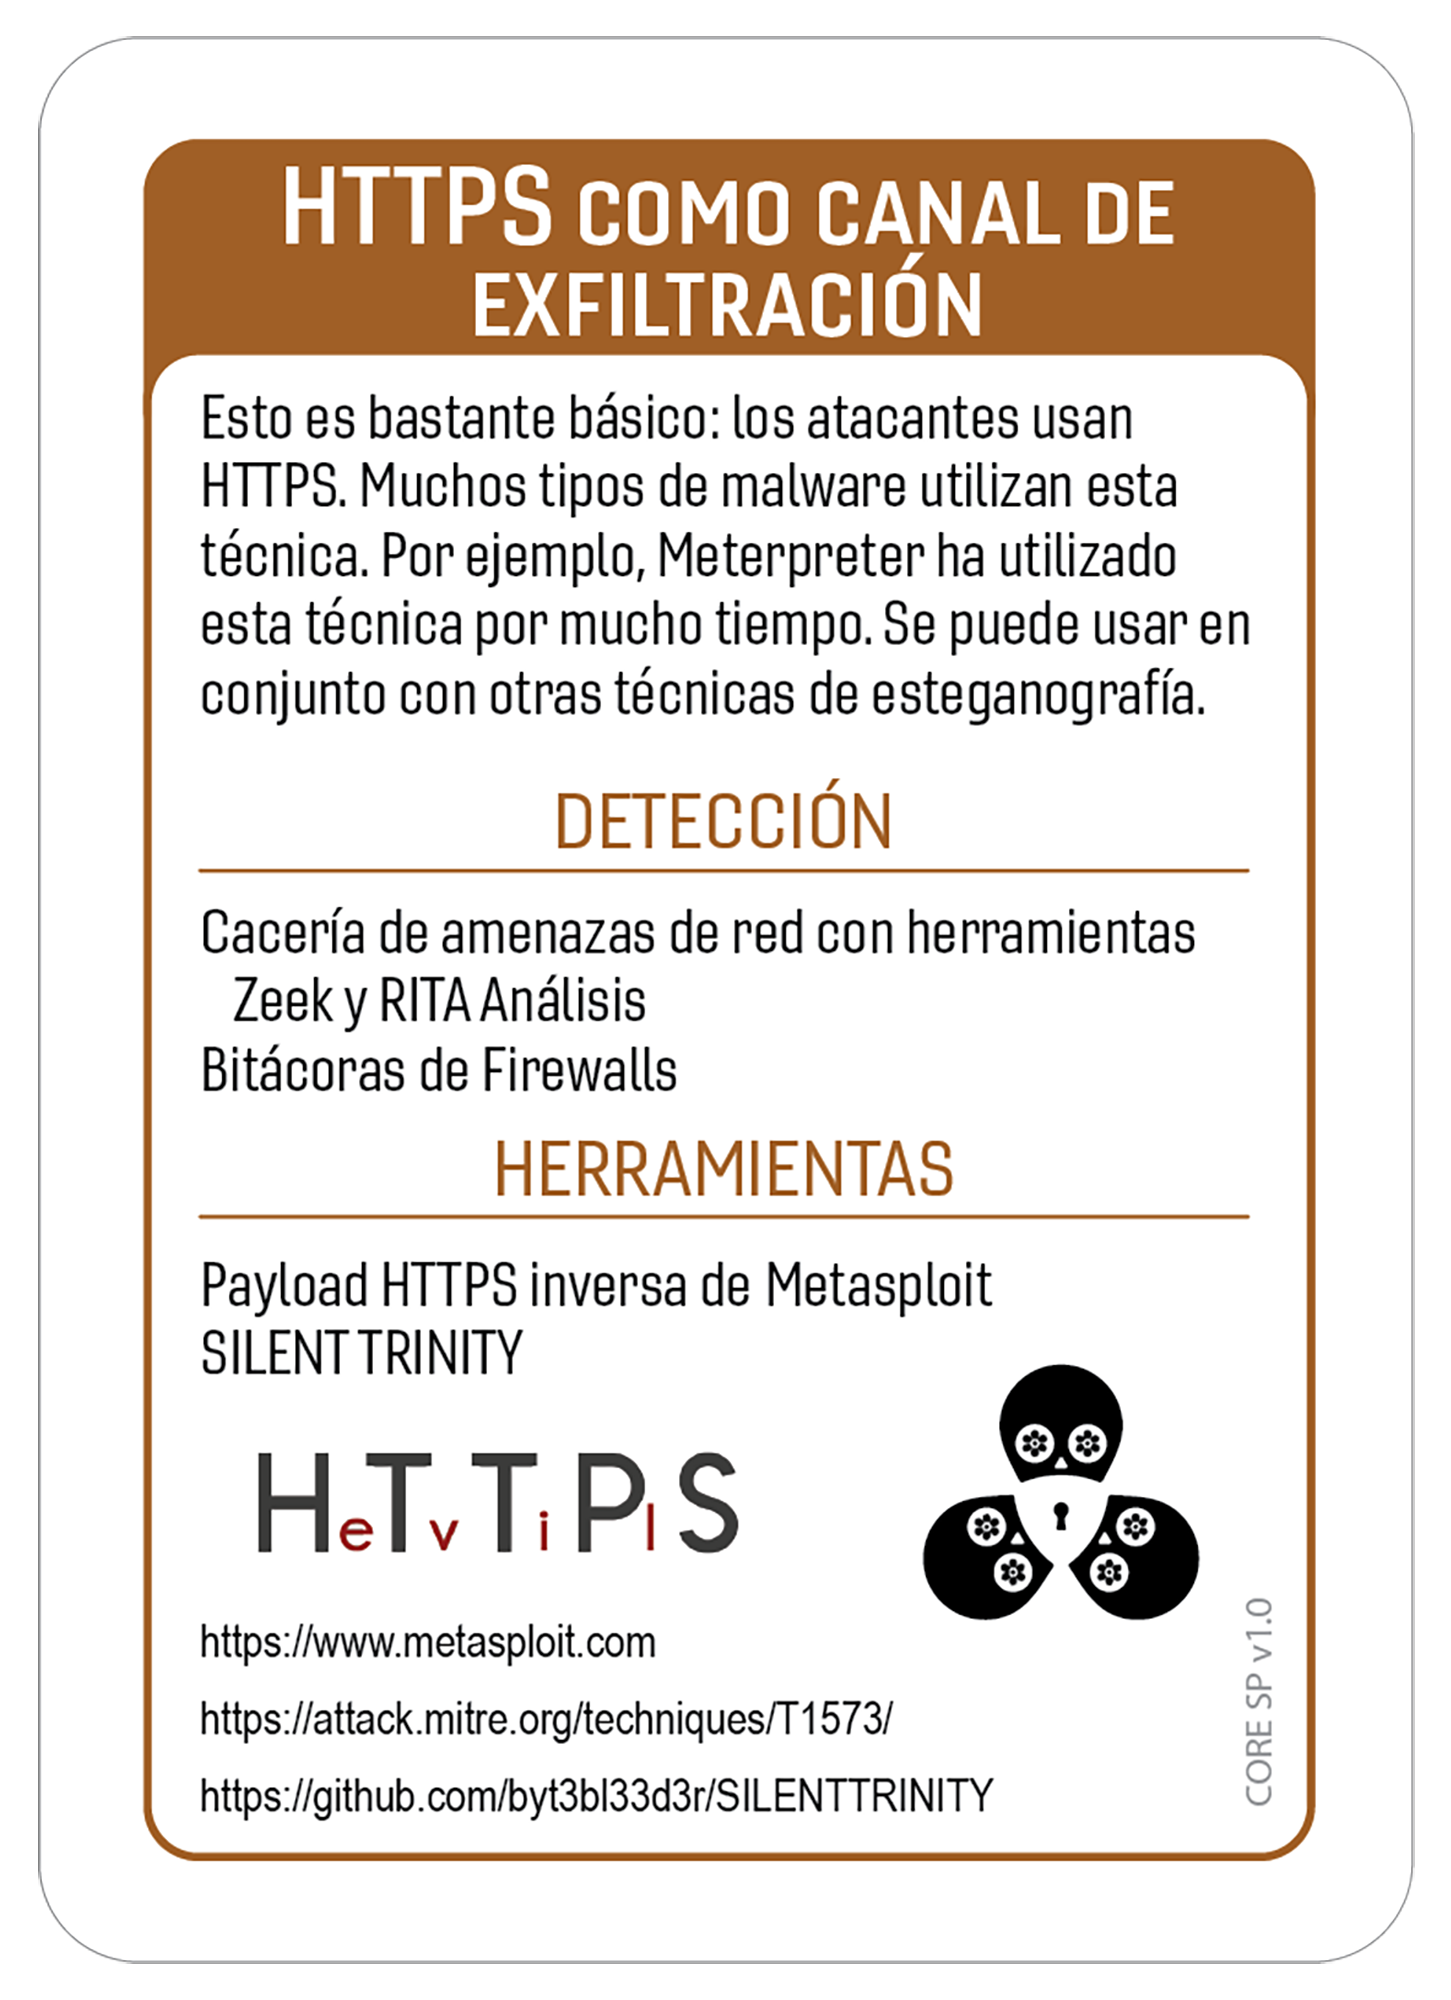 HTTPS COMO CANAL DE
EXFILTRACIÓN
Esto es bastante básico: los atacantes usan
HTTPS. Muchos tipos de malware utilizan esta
técnica. Por ejemplo, Meterpreter ha utilizado
esta técnica por mucho tiempo. Se puede usar en
conjunto con otras técnicas de esteganografía.
DETECCIÓN
Cacería de amenazas de red con herramientas
Zeek y RITA Análisis
Bitácoras de Firewalls
HERRAMIENTAS
Payload HTTPS inversa de Metasploit
SILENT TRINITY
HeTvTiPlS
https://www.metasploit.com
https://attack.mitre.org/techniques/T1573/
https://github.com/byt3bl33d3r/SILENTTRINITY
CORE SP v1.0